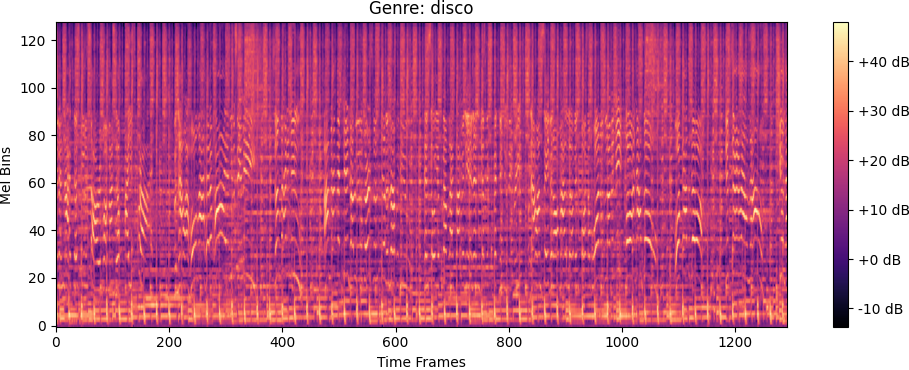 Genre: disco
120
100
80
60
40
20
0
Mel Bins
0 200 400 600 800 1000 1200
Time Frames
+40 dB
+30 dB
+20 dB
+10 dB
+0 dB
-10 dB